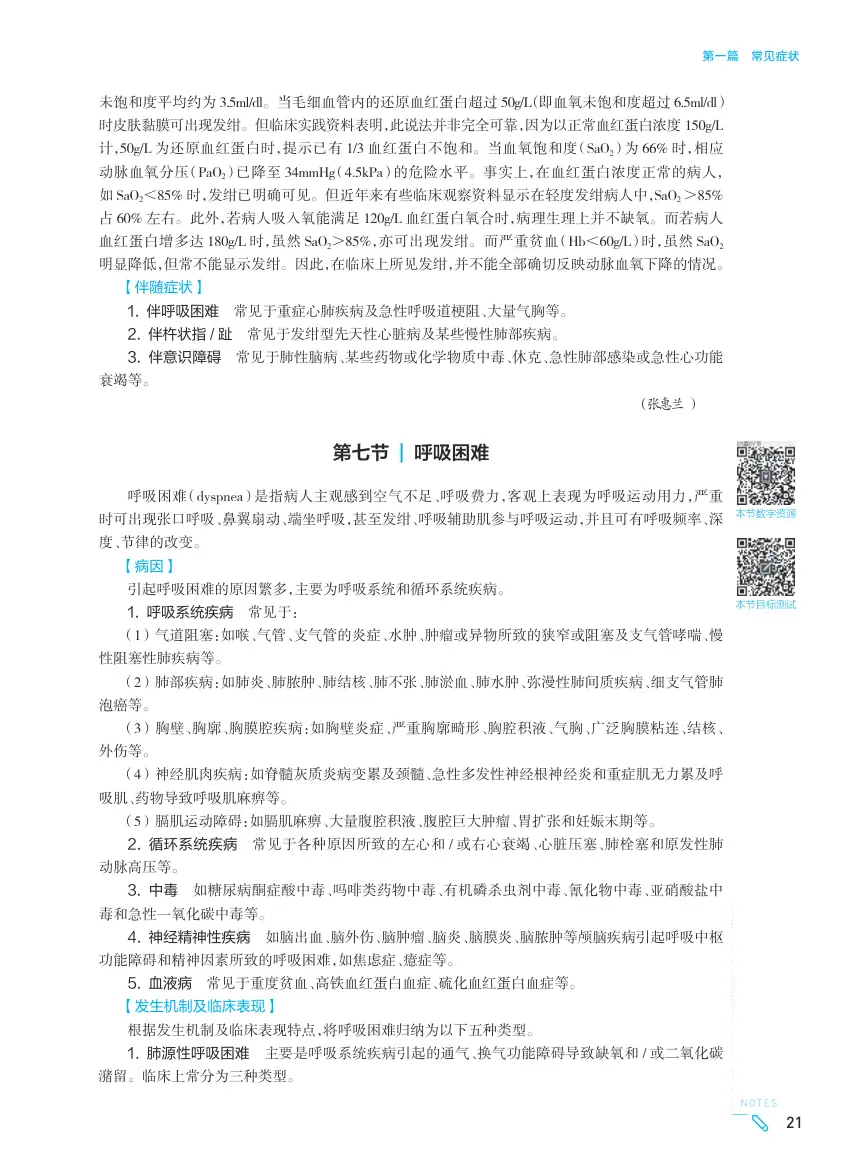 第一篇 常见症状
未饱和度平均约为 3.5ml/dl。当毛细血管内的还原血红蛋白超过 50g/L(即血氧未饱和度超过 6.5ml/dl)
时皮肤黏膜可出现发绀。但临床实践资料表明,此说法并非完全可靠,因为以正常血红蛋白浓度 150g/L
计,50g/L 为还原血红蛋白时,提示已有 1/3 血红蛋白不饱和。当血氧饱和度(SaO₂)为 66% 时,相应
动脉血氧分压(PaO₂)已降至 34mmHg(4.5kPa)的危险水平。事实上,在血红蛋白浓度正常的病人,
如 SaO₂＜85% 时,发绀已明确可见。但近年来有些临床观察资料显示在轻度发绀病人中,SaO₂＞85%
占 60% 左右。此外,若病人吸入氧能满足 120g/L 血红蛋白氧合时,病理生理上并不缺氧。而若病人
血红蛋白增多达 180g/L 时,虽然 SaO₂＞85%,亦可出现发绀。而严重贫血(Hb＜60g/L)时,虽然 SaO₂
明显降低,但常不能显示发绀。因此,在临床上所见发绀,并不能全部确切反映动脉血氧下降的情况。
【伴随症状】
1. 伴呼吸困难 常见于重症心肺疾病及急性呼吸道梗阻、大量气胸等。
2. 伴杵状指 / 趾 常见于发绀型先天性心脏病及某些慢性肺部疾病。
3. 伴意识障碍 常见于肺性脑病、某些药物或化学物质中毒、休克、急性肺部感染或急性心功能
衰竭等。
(张惠兰 )
第七节 | 呼吸困难
呼吸困难(dyspnea)是指病人主观感到空气不足、呼吸费力,客观上表现为呼吸运动用力,严重
时可出现张口呼吸、鼻翼扇动、端坐呼吸,甚至发绀、呼吸辅助肌参与呼吸运动,并且可有呼吸频率、深
度、节律的改变。
本节数字资源
【病因】
引起呼吸困难的原因繁多,主要为呼吸系统和循环系统疾病。
本节目标测试
1. 呼吸系统疾病 常见于:
(1)气道阻塞:如喉、气管、支气管的炎症、水肿、肿瘤或异物所致的狭窄或阻塞及支气管哮喘、慢
性阻塞性肺疾病等。
(2)肺部疾病:如肺炎、肺脓肿、肺结核、肺不张、肺淤血、肺水肿、弥漫性肺间质疾病、细支气管肺
泡癌等。
(3)胸壁、胸廓、胸膜腔疾病:如胸壁炎症、严重胸廓畸形、胸腔积液、气胸、广泛胸膜粘连、结核、
外伤等。
(4)神经肌肉疾病:如脊髓灰质炎病变累及颈髓、急性多发性神经根神经炎和重症肌无力累及呼
吸肌、药物导致呼吸肌麻痹等。
(5)膈肌运动障碍:如膈肌麻痹、大量腹腔积液、腹腔巨大肿瘤、胃扩张和妊娠末期等。
2. 循环系统疾病 常见于各种原因所致的左心和 / 或右心衰竭、心脏压塞、肺栓塞和原发性肺
动脉高压等。
3. 中毒 如糖尿病酮症酸中毒、吗啡类药物中毒、有机磷杀虫剂中毒、氰化物中毒、亚硝酸盐中
毒和急性一氧化碳中毒等。
4. 神经精神性疾病 如脑出血、脑外伤、脑肿瘤、脑炎、脑膜炎、脑脓肿等颅脑疾病引起呼吸中枢
功能障碍和精神因素所致的呼吸困难,如焦虑症、癔症等。
5. 血液病 常见于重度贫血、高铁血红蛋白血症、硫化血红蛋白血症等。
【发生机制及临床表现】
根据发生机制及临床表现特点,将呼吸困难归纳为以下五种类型。
1. 肺源性呼吸困难 主要是呼吸系统疾病引起的通气、换气功能障碍导致缺氧和 / 或二氧化碳
潴留。临床上常分为三种类型。
NOTES
21